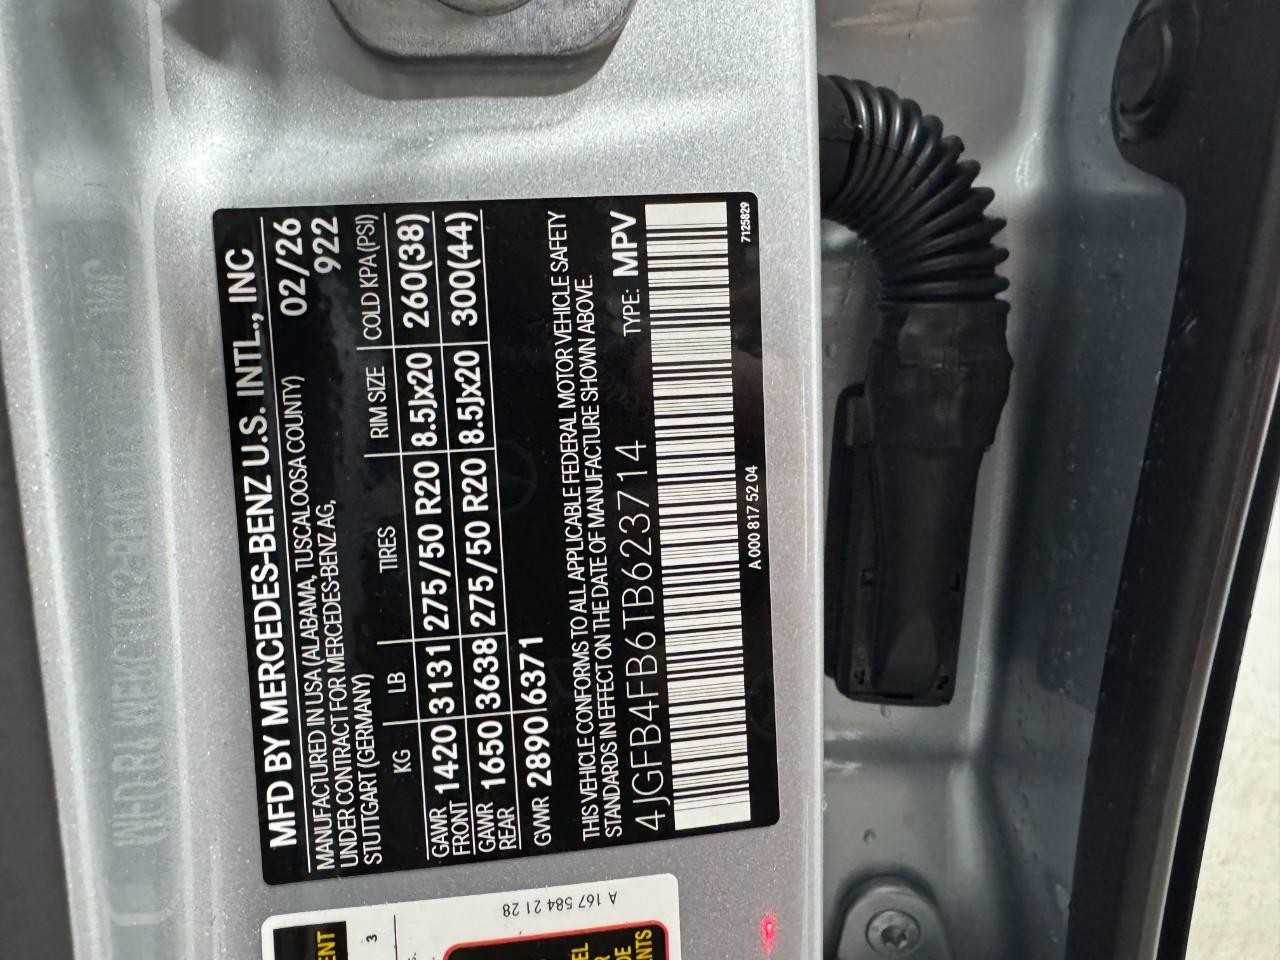 MFD BY MERCEDES-BENZ U.S. INTL., INC
MANUFACTURED IN USA (ALABAMA, TUSCALOOSA COUNTY) 02/26
UNDER CONTRACT FOR MERCEDES-BENZ AG, 922
STUTTGART (GERMANY)
KG LB TIRES RIM SIZE COLD KPA(PSI)
GAWR FRONT 1420 3131 275/50 R20 8.5Jx20 260(38)
GAWR REAR 1650 3638 275/50 R20 8.5Jx20 300(44)
GVWR 2890 6371
THIS VEHICLE CONFORMS TO ALL APPLICABLE FEDERAL MOTOR VEHICLE SAFETY
STANDARDS IN EFFECT ON THE DATE OF MANUFACTURE SHOWN ABOVE.
4JGFB4FB6TB623714 TYPE: MPV
A 000 817 52 04 7125829
A 167 584 21 28
3